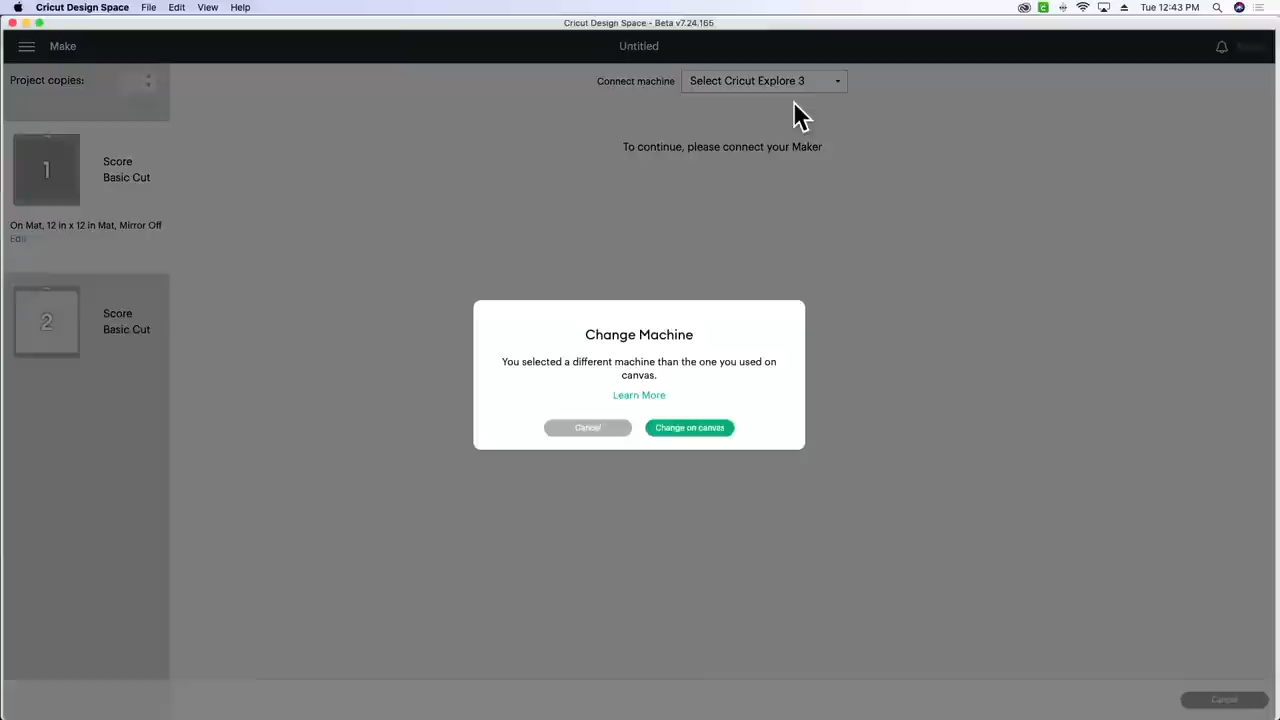 Cricut Design Space File Edit View Help
Tue 12:43 PM
Cricut Design Space - Beta v7.24.165
Make
Untitled
Project copies:
Connect machine
Select Cricut Explore 3
To continue, please connect your Maker
1
Score
Basic Cut
On Mat, 12 in x 12 in Mat, Mirror Off
Edit
2
Score
Basic Cut
Change Machine
You selected a different machine than the one you used on
canvas.
Learn More
Cancel
Change on canvas
Cancel